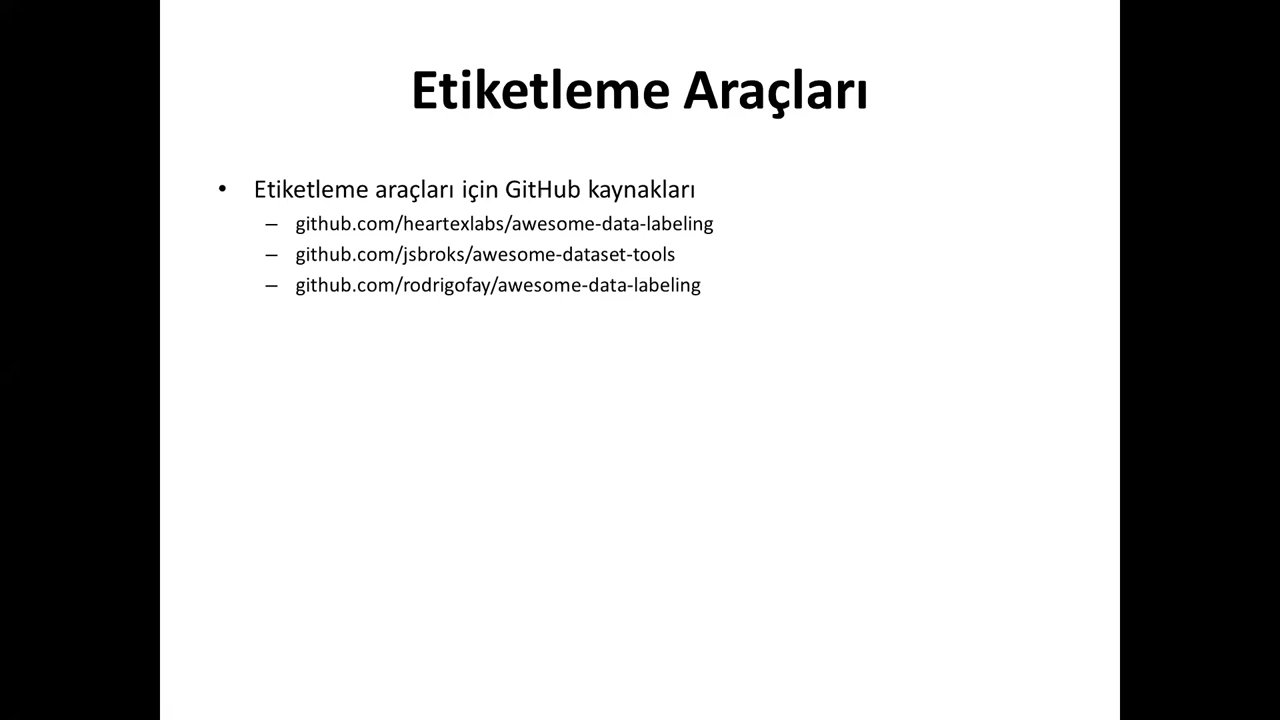 Etiketleme Araçları
• Etiketleme araçları için GitHub kaynakları
– github.com/heartexlabs/awesome-data-labeling
– github.com/jsbroks/awesome-dataset-tools
– github.com/rodrigofay/awesome-data-labeling